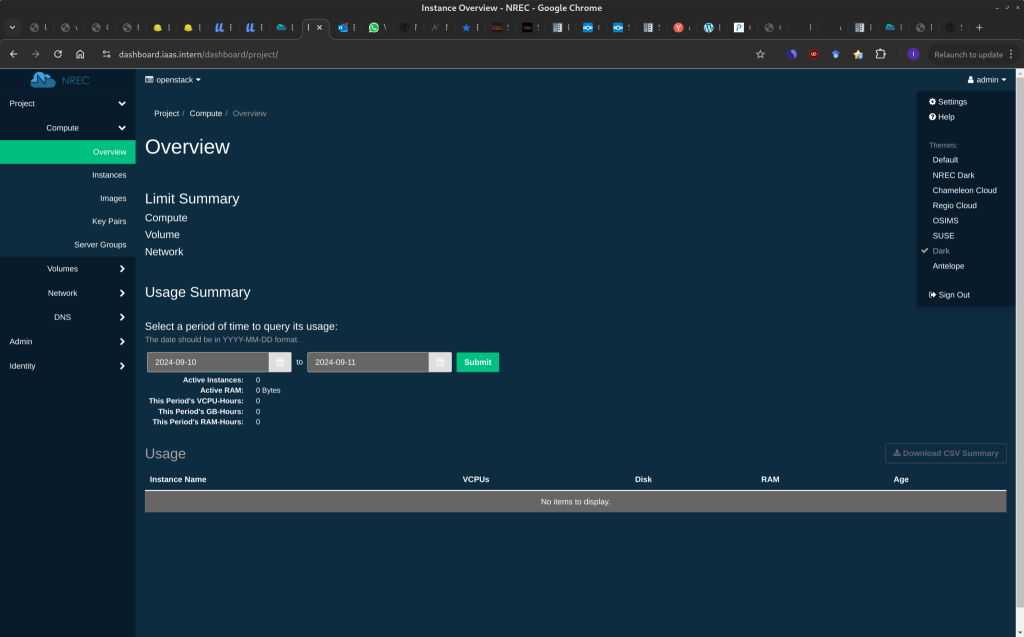 Instance Overview - NREC - Google Chrome
dashboard.iaas.intern/dashboard/project/
Relaunch to update
NREC
openstack
admin
Project
Compute
Overview
Instances
Images
Key Pairs
Server Groups
Volumes
Network
DNS
Admin
Identity
Project / Compute / Overview
Overview
Limit Summary
Compute
Volume
Network
Usage Summary
Select a period of time to query its usage:
The date should be in YYYY-MM-DD format.
2024-09-10 to 2024-09-11 Submit
Active Instances: 0
Active RAM: 0 Bytes
This Period's VCPU-Hours: 0
This Period's GB-Hours: 0
This Period's RAM-Hours: 0
Usage
Download CSV Summary
Instance Name VCPUs Disk RAM Age
No items to display.
Settings
Help
Themes:
Default
NREC Dark
Chameleon Cloud
Regio Cloud
OSIMS
SUSE
Dark
Antelope
Sign Out